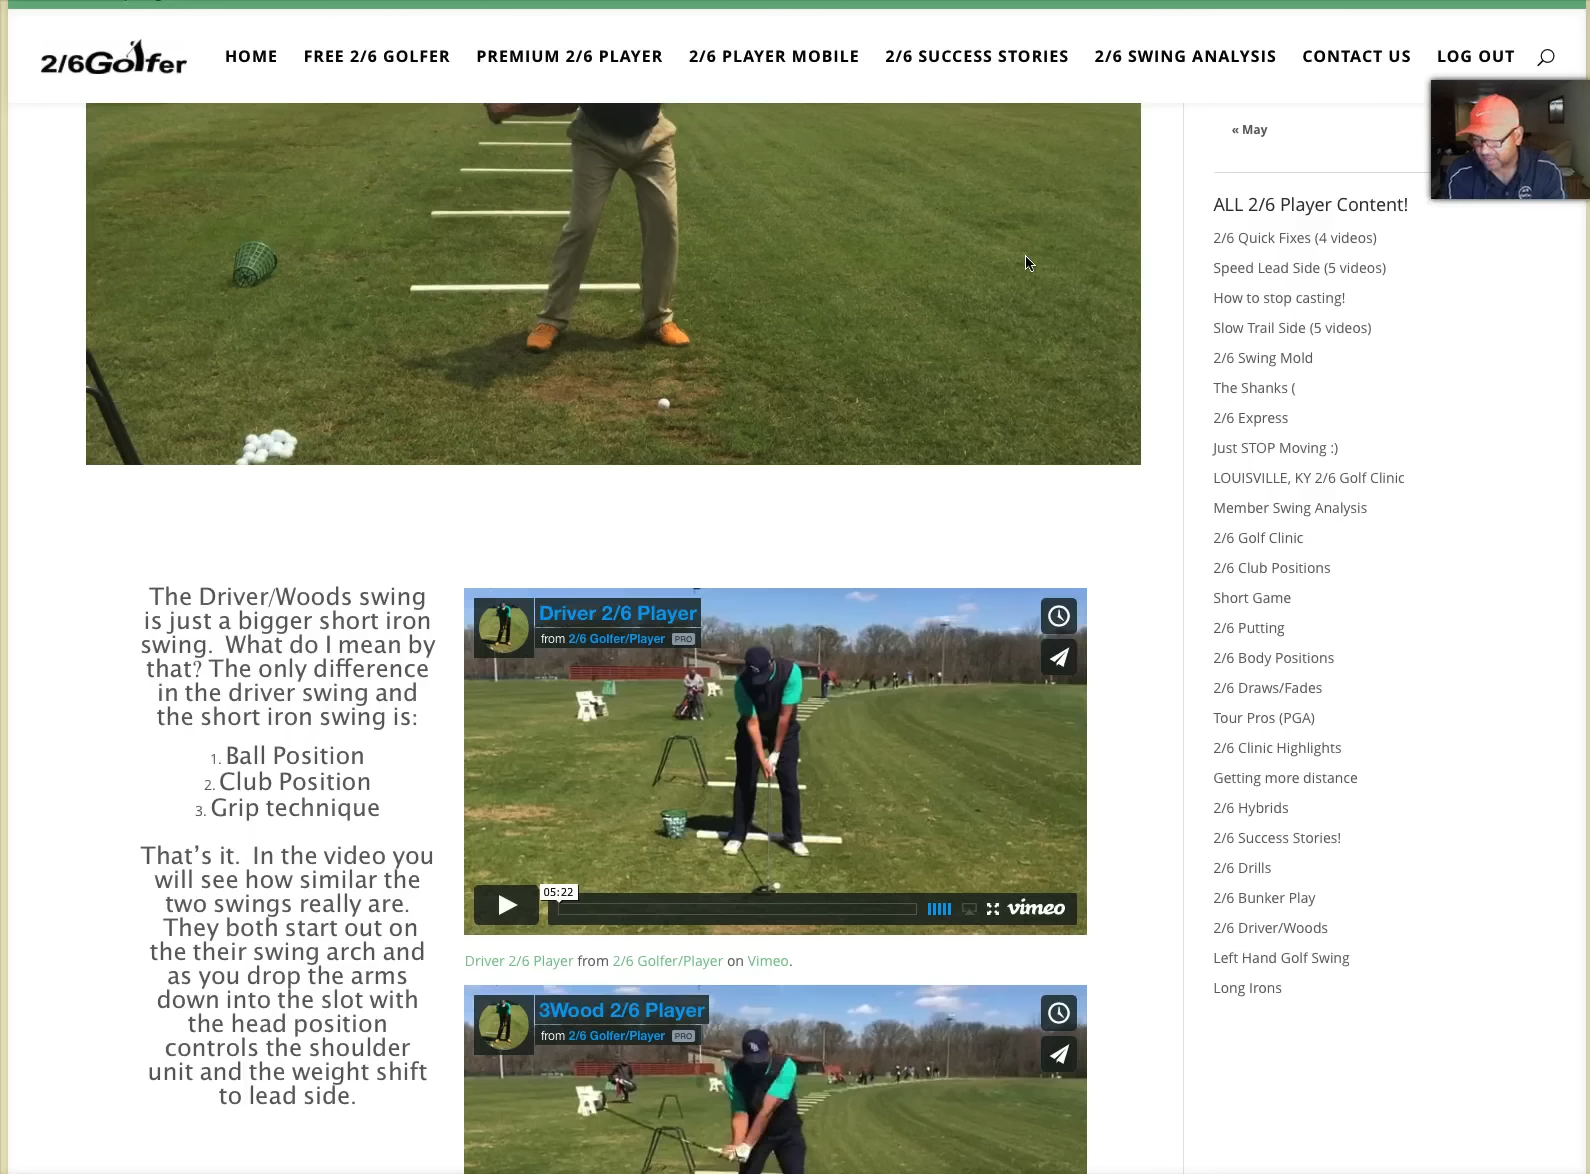 2/6Golfer
HOME
FREE 2/6 GOLFER
PREMIUM 2/6 PLAYER
2/6 PLAYER MOBILE
2/6 SUCCESS STORIES
2/6 SWING ANALYSIS
CONTACT US
LOG OUT
The Driver/Woods swing
is just a bigger short iron
swing.  What do I mean by
that? The only difference
in the driver swing and
the short iron swing is:
1. Ball Position
2. Club Position
3. Grip technique
That's it.  In the video you
will see how similar the
two swings really are.
They both start out on
the their swing arch and
as you drop the arms
down into the slot with
the head position
controls the shoulder
unit and the weight shift
to lead side.
Driver 2/6 Player
from 2/6 Golfer/Player PRO
05:22
vimeo
Driver 2/6 Player from 2/6 Golfer/Player on Vimeo.
3Wood 2/6 Player
from 2/6 Golfer/Player PRO
« May
ALL 2/6 Player Content!
2/6 Quick Fixes (4 videos)
Speed Lead Side (5 videos)
How to stop casting!
Slow Trail Side (5 videos)
2/6 Swing Mold
The Shanks (
2/6 Express
Just STOP Moving :)
LOUISVILLE, KY 2/6 Golf Clinic
Member Swing Analysis
2/6 Golf Clinic
2/6 Club Positions
Short Game
2/6 Putting
2/6 Body Positions
2/6 Draws/Fades
Tour Pros (PGA)
2/6 Clinic Highlights
Getting more distance
2/6 Hybrids
2/6 Success Stories!
2/6 Drills
2/6 Bunker Play
2/6 Driver/Woods
Left Hand Golf Swing
Long Irons